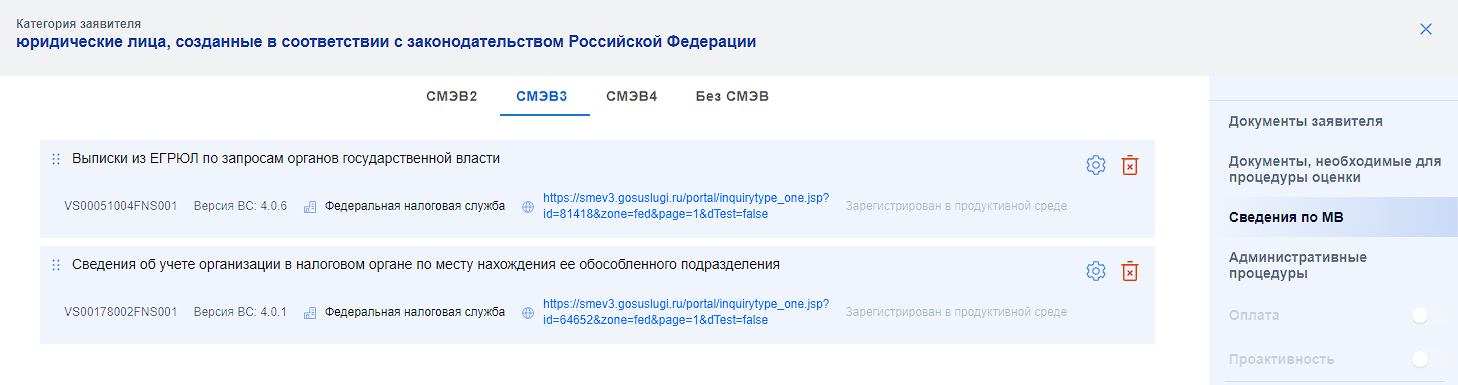 Категория заявителя
юридические лица, созданные в соответствии с законодательством Российской Федерации
СМЭВ2 СМЭВ3 СМЭВ4 Без СМЭВ
Выписки из ЕГРЮЛ по запросам органов государственной власти
VS00051004FNS001 Версия ВС: 4.0.6 Федеральная налоговая служба
https://smev3.gosuslugi.ru/portal/inquirytype_one.jsp?
id=81418&zone=fed&page=1&dTest=false
Зарегистрирован в продуктивной среде
Сведения об учете организации в налоговом органе по месту нахождения ее обособленного подразделения
VS00178002FNS001 Версия ВС: 4.0.1 Федеральная налоговая служба
https://smev3.gosuslugi.ru/portal/inquirytype_one.jsp?
id=64652&zone=fed&page=1&dTest=false
Зарегистрирован в продуктивной среде
Документы заявителя
Документы, необходимые для
процедуры оценки
Сведения по МВ
Административные
процедуры
Оплата
Проактивность